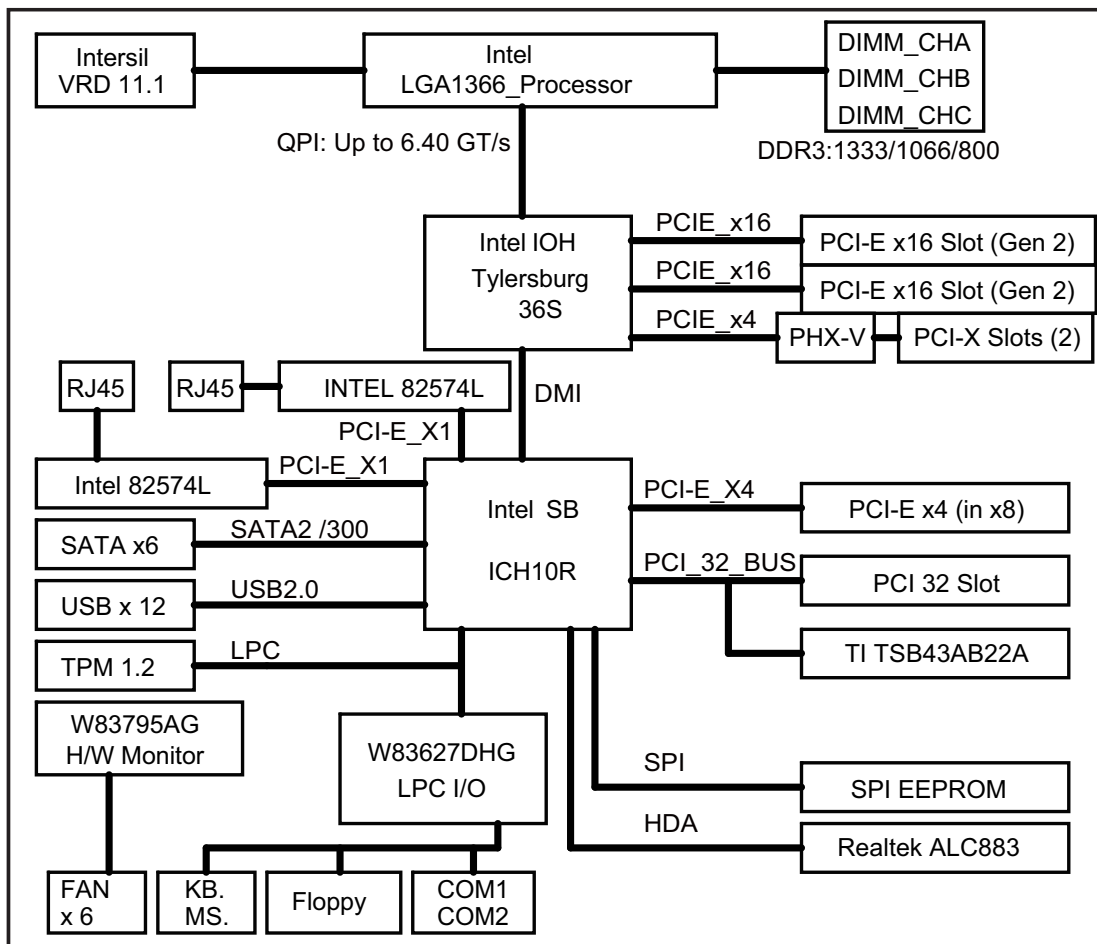 Intersil
VRD 11.1
Intel
LGA1366_Processor
DIMM_CHA
DIMM_CHB
DIMM_CHC
QPI: Up to 6.40 GT/s
DDR3:1333/1066/800
Intel IOH
Tylersburg
36S
PCIE_x16
PCI-E x16 Slot (Gen 2)
PCIE_x16
PCI-E x16 Slot (Gen 2)
PCIE_x4
PHX-V
PCI-X Slots (2)
RJ45
RJ45
INTEL 82574L
DMI
PCI-E_X1
Intel 82574L
PCI-E_X1
Intel SB
ICH10R
PCI-E_X4
PCI-E x4 (in x8)
SATA x6
SATA2 /300
PCI_32_BUS
PCI 32 Slot
USB x 12
USB2.0
TPM 1.2
LPC
TI TSB43AB22A
W83795AG
H/W Monitor
W83627DHG
LPC I/O
SPI
SPI EEPROM
HDA
Realtek ALC883
FAN
x 6
KB.
MS.
Floppy
COM1
COM2